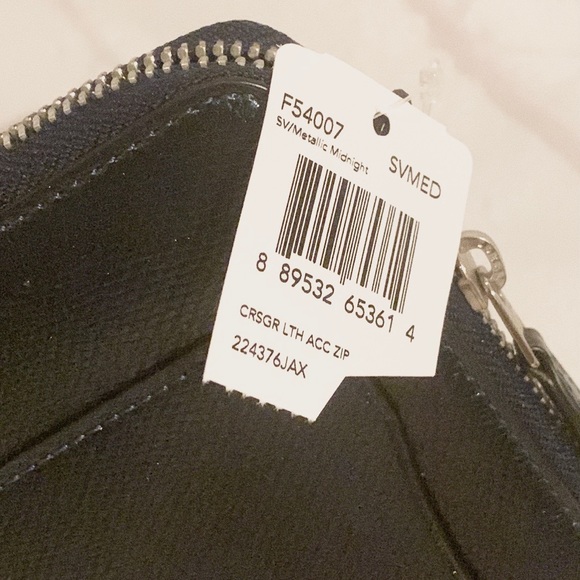 F54007
SV/Metallic Midnight
SVMED
8 89532 65361 4
CRSGR LTH ACC ZIP
224376JAX